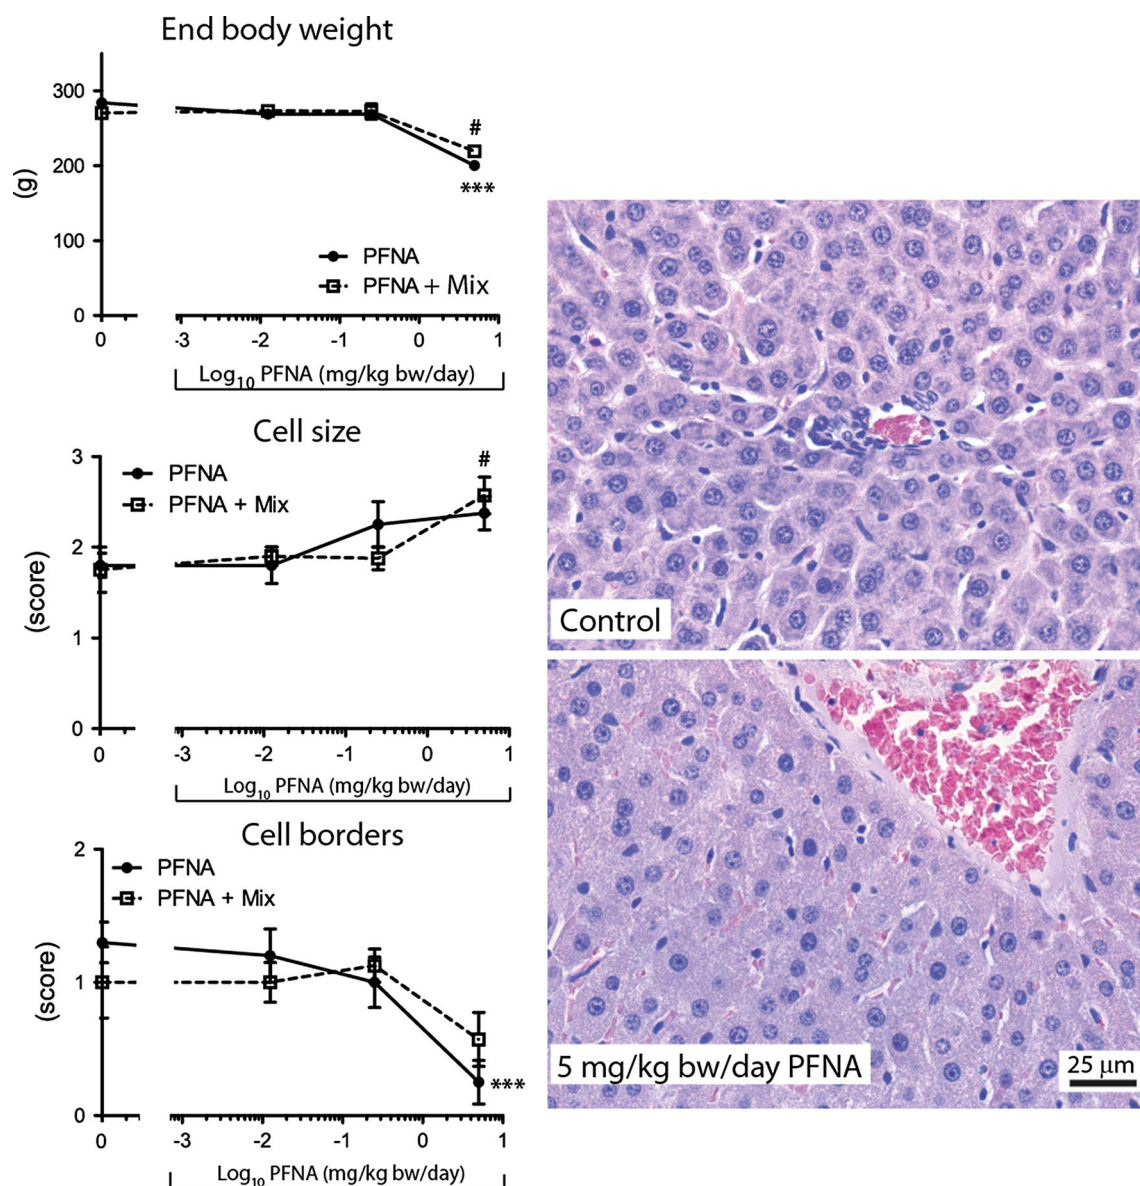 End body weight
300
200
100
0
(g)
#
***
PFNA
PFNA + Mix
0 -3 -2 -1 0 1
Log10 PFNA (mg/kg bw/day)
Cell size
3
2
1
0
(score)
#
PFNA
PFNA + Mix
0 -3 -2 -1 0 1
Log10 PFNA (mg/kg bw/day)
Cell borders
2
1
0
(score)
PFNA
PFNA + Mix
***
0 -3 -2 -1 0 1
Log10 PFNA (mg/kg bw/day)
Control
5 mg/kg bw/day PFNA
25 µm